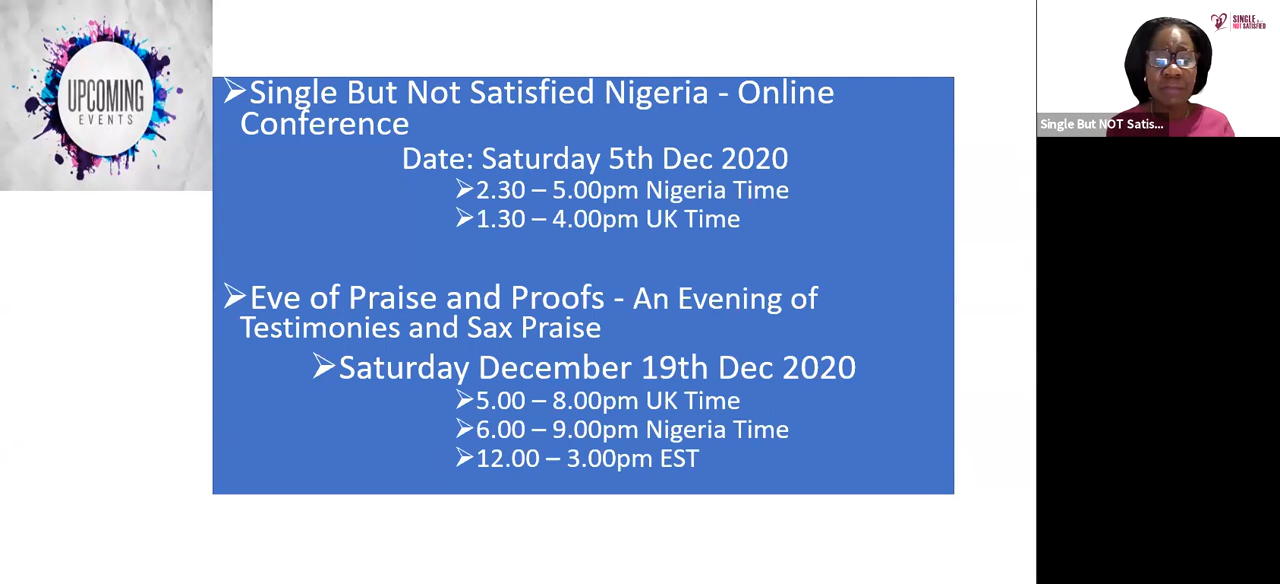 UPCOMING
EVENTS
➢Single But Not Satisfied Nigeria - Online
Conference
Date: Saturday 5th Dec 2020
➢2.30 – 5.00pm Nigeria Time
➢1.30 – 4.00pm UK Time
➢Eve of Praise and Proofs - An Evening of
Testimonies and Sax Praise
➢Saturday December 19th Dec 2020
➢5.00 – 8.00pm UK Time
➢6.00 – 9.00pm Nigeria Time
➢12.00 – 3.00pm EST
SINGLE
NOT SATISFIED
Single But NOT Satis...